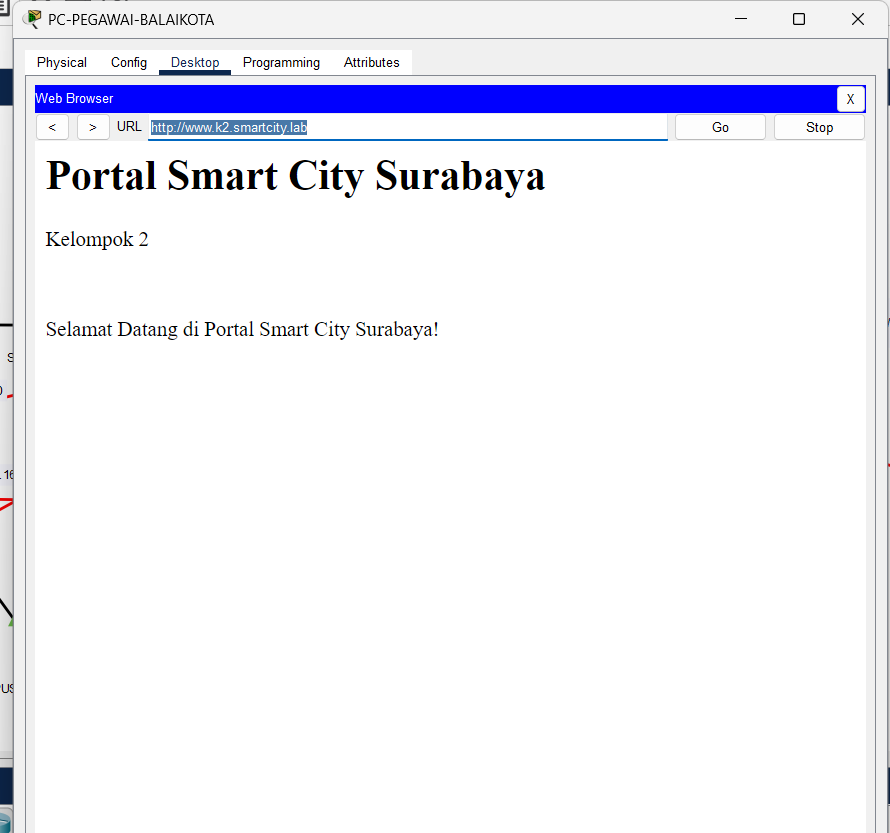 PC-PEGAWAI-BALAIKOTA
Physical Config Desktop Programming Attributes
Web Browser X
< > URL http://www.k2.smartcity.lab Go Stop
Portal Smart City Surabaya
Kelompok 2
Selamat Datang di Portal Smart City Surabaya!